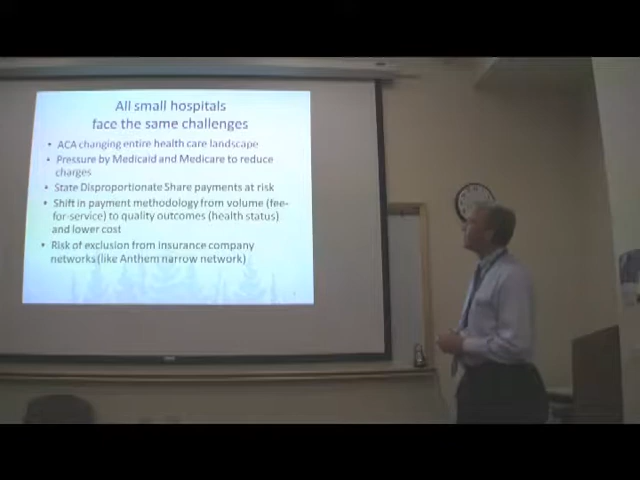 All small hospitals
face the same challenges
• ACA changing entire health care landscape
• Pressure by Medicaid and Medicare to reduce
charges
• State Disproportionate Share payments at risk
• Shift in payment methodology from volume (fee-
for-service) to quality outcomes (health status)
and lower cost
• Risk of exclusion from insurance company
networks (like Anthem narrow network)